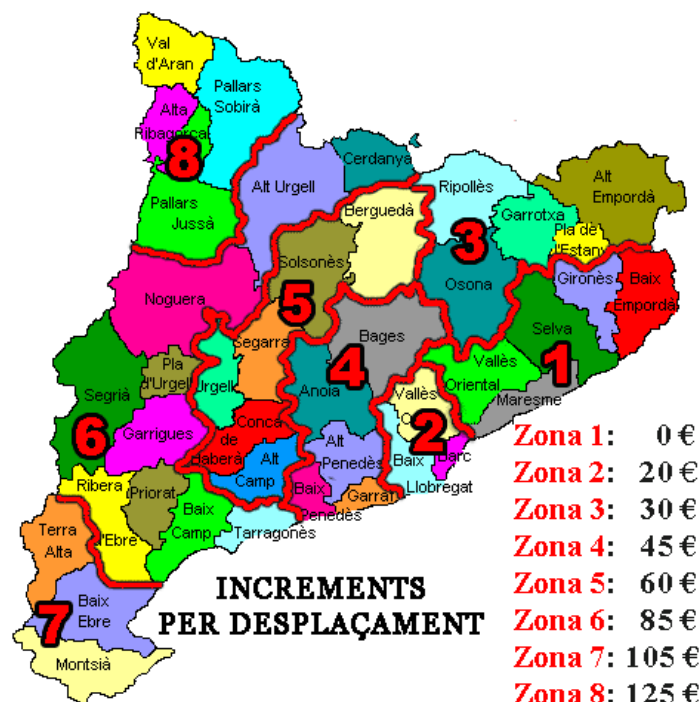 Val
d'Aran
Pallars
Sobirà
Alta
Ribagorça
8
Pallars
Jussà
Alt Urgell
Cerdanya
Berguedà
Ripollès
Garrotxa
Alt
Empordà
Pla de
l'Estany
3
Osona
Gironès
Baix
Empordà
Solsonès
5
Noguera
Segarra
Bages
4
Selva
1
Vallès
Oriental
Maresme
Segrià
Pla
d'Urgell
Urgell
Anoia
6
Garrigues
Conca
de
Baberà
Alt
Camp
Alt
Penedès
Vallès
2
Barc
Baix
Llobregat
Garraf
Baix
Penedès
Ribera
l'Ebre
Priorat
Baix
Camp
Tarragonès
Terra
Alta
7
Baix
Ebre
Montsià
INCREMENTS
PER DESPLAÇAMENT
Zona 1: 0 €
Zona 2: 20 €
Zona 3: 30 €
Zona 4: 45 €
Zona 5: 60 €
Zona 6: 85 €
Zona 7: 105 €
Zona 8: 125 €